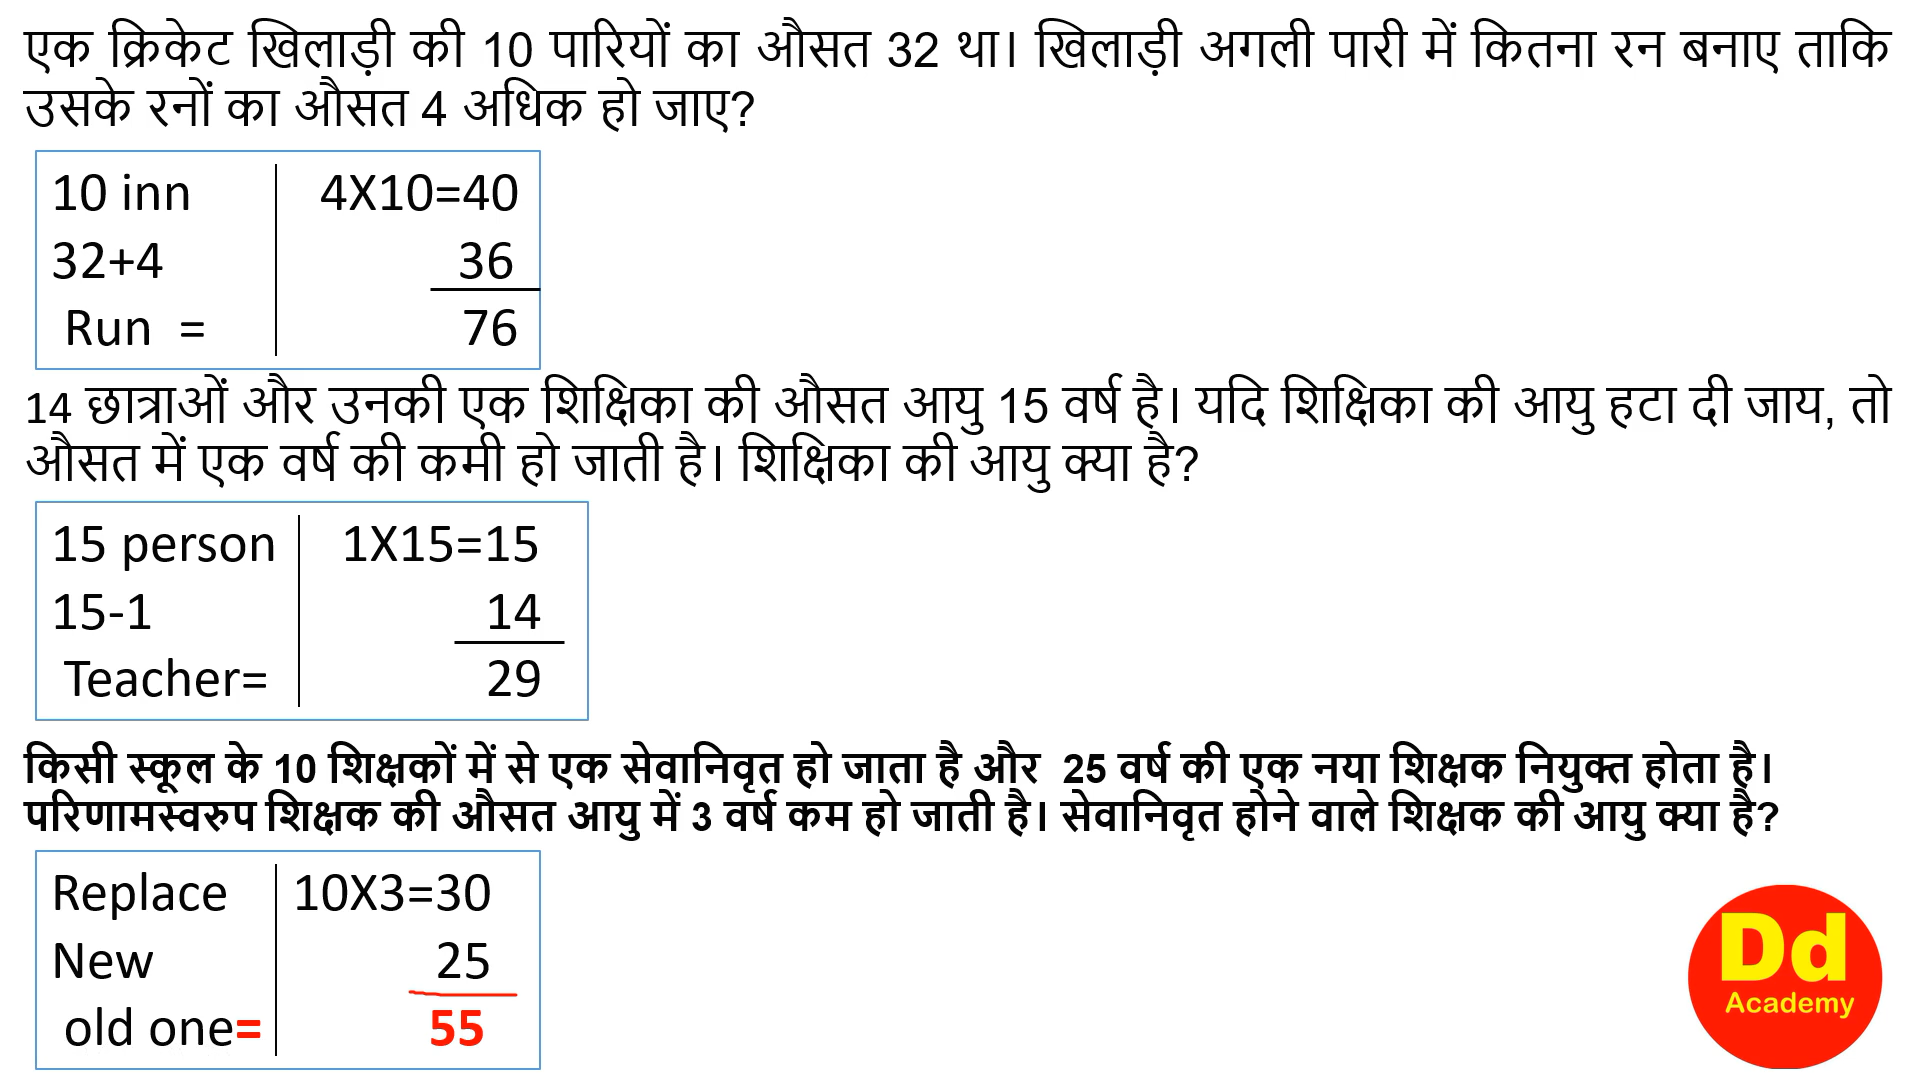 एक क्रिकेट खिलाड़ी की 10 पारियों का औसत 32 था। खिलाड़ी अगली पारी में कितना रन बनाए ताकि
उसके रनों का औसत 4 अधिक हो जाए?
10 inn 4X10=40
32+4 36
Run = 76
14 छात्राओं और उनकी एक शिक्षिका की औसत आयु 15 वर्ष है। यदि शिक्षिका की आयु हटा दी जाय, तो
औसत में एक वर्ष की कमी हो जाती है। शिक्षिका की आयु क्या है?
15 person 1X15=15
15-1 14
Teacher= 29
किसी स्कूल के 10 शिक्षकों में से एक सेवानिवृत हो जाता है और 25 वर्ष की एक नया शिक्षक नियुक्त होता है।
परिणामस्वरुप शिक्षक की औसत आयु में 3 वर्ष कम हो जाती है। सेवानिवृत होने वाले शिक्षक की आयु क्या है?
Replace 10X3=30
New 25
old one= 55
Dd
Academy